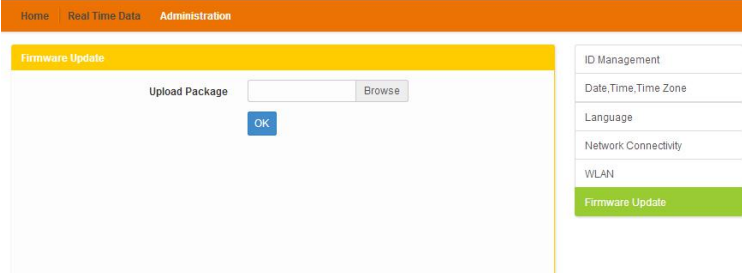 Home Real Time Data Administration
Firmware Update
Upload Package Browse
OK
ID Management
Date,Time,Time Zone
Language
Network Connectivity
WLAN
Firmware Update